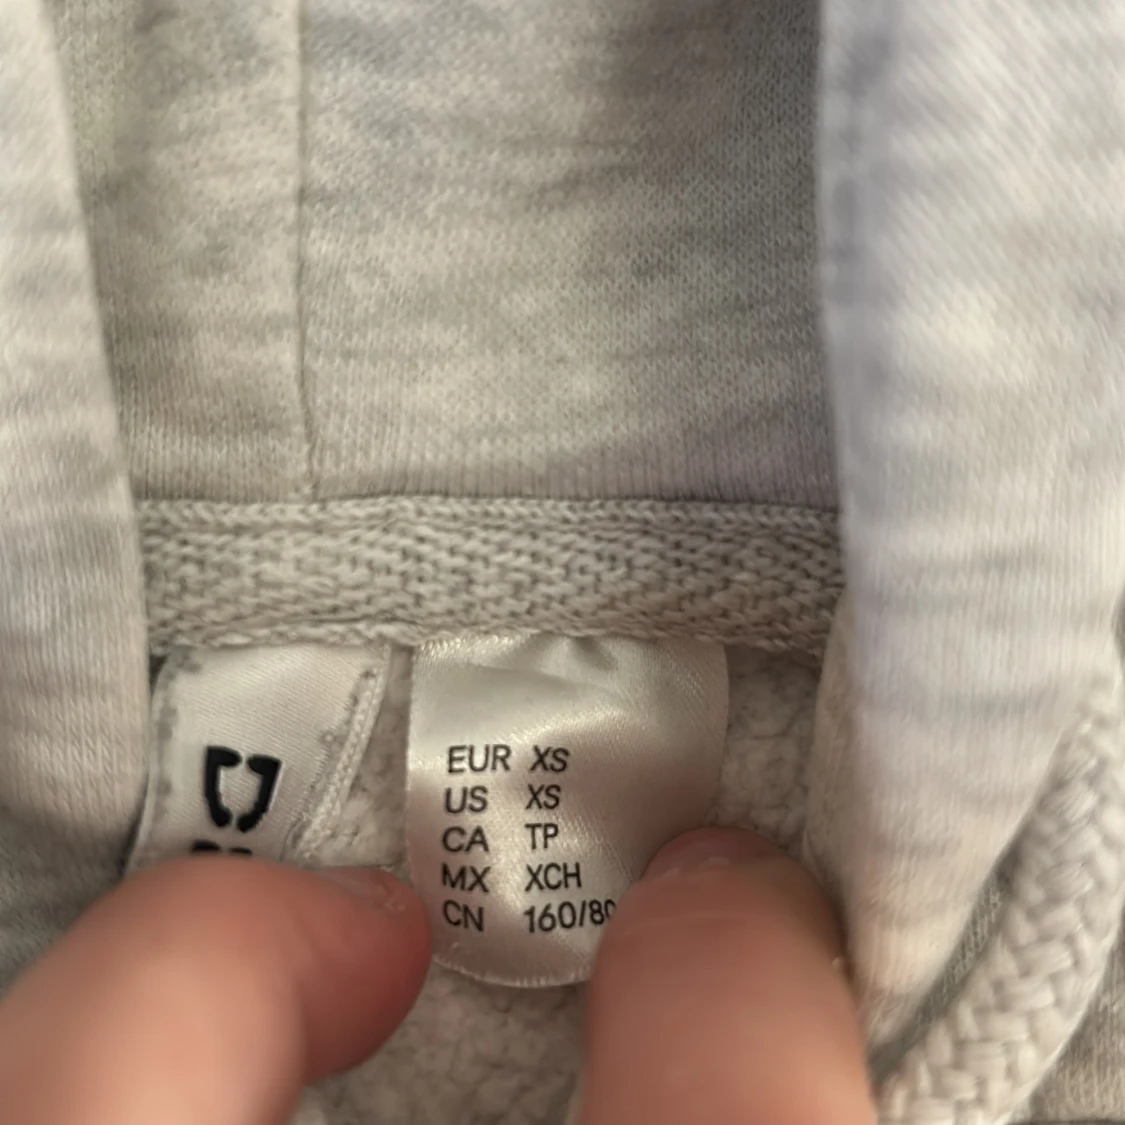 EUR XS
US XS
CA TP
MX XCH
CN 160/80